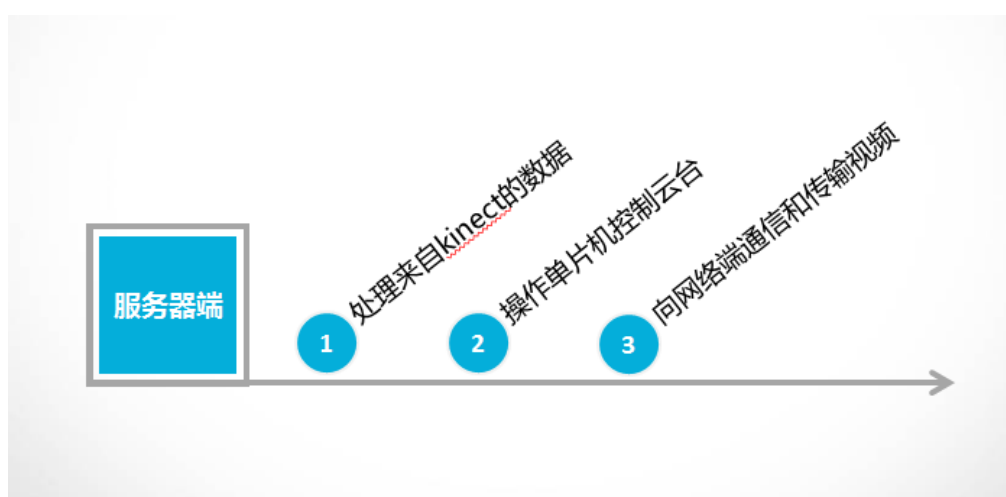 服务器端
1
处理来自kinect的数据
2
操作单片机控制云台
3
向网络端通信和传输视频